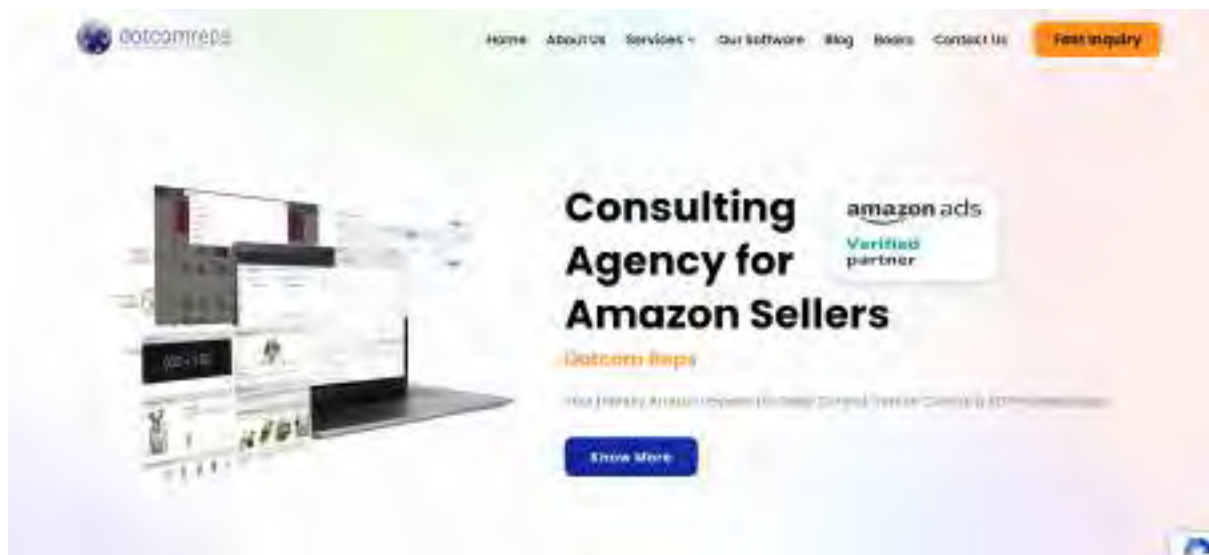 dotcomreps
Home About Us Services Our Software Blog Books Contact Us Fast Inquiry
Consulting
Agency for
Amazon Sellers
amazon ads
Verified
partner
Dotcom Reps
Know More